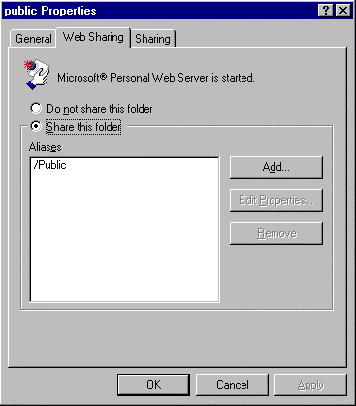 public Properties
General
Web Sharing
Sharing
Microsoft® Personal Web Server is started.
Do not share this folder
Share this folder
Aliases
/Public
Add...
Edit Properties...
Remove
OK
Cancel
Apply